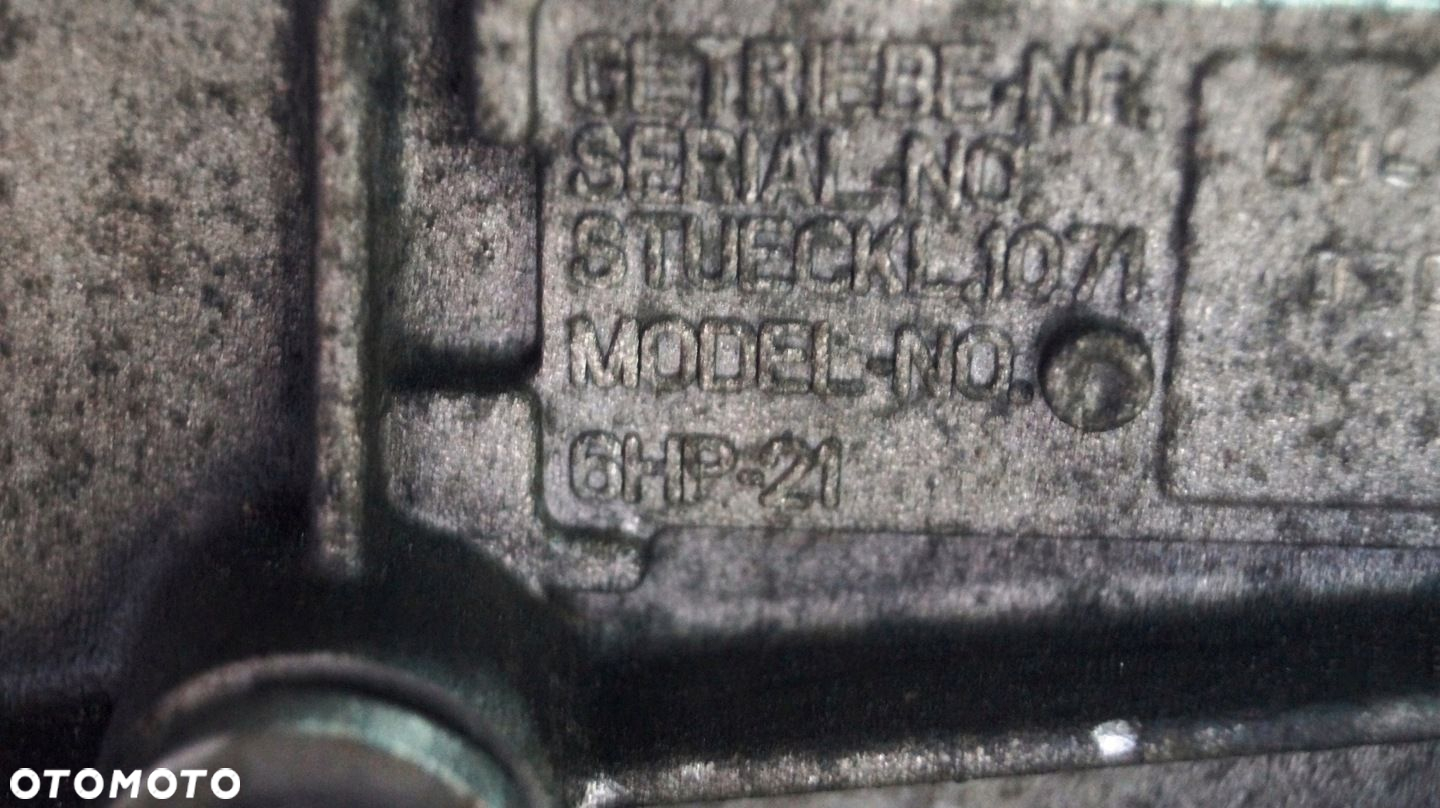 GETRIEBE-NR.
SERIAL-NO.
STUECKL.1071
MODEL-NO.
6HP-21
OTOMOTO